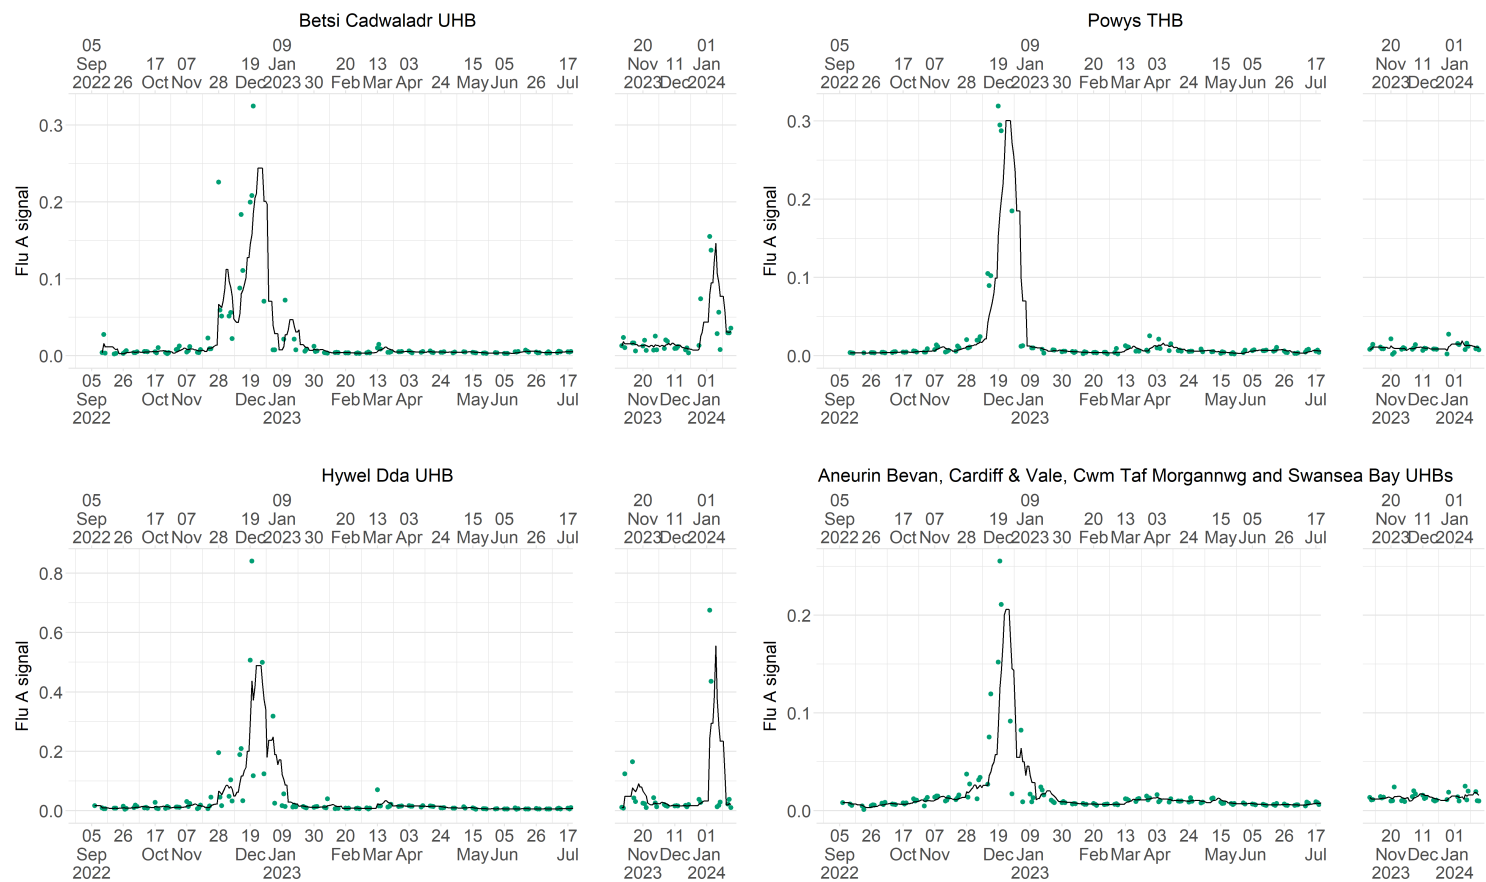 Betsi Cadwaladr UHB
05 09 20 01
Sep 17 07 19 Jan 20 13 03 15 05 17 Nov 11 Jan
2022 26 Oct Nov 28 Dec 2023 30 Feb Mar Apr 24 May Jun 26 Jul 2023 Dec 2024
Flu A signal
0.3
0.2
0.1
0.0
05 26 17 07 28 19 09 30 20 13 03 24 15 05 26 17 20 11 01
Sep Oct Nov Dec Jan Feb Mar Apr May Jun Jul Nov Dec Jan
2022 2023 2023 2024
Powys THB
05 09 20 01
Sep 17 07 19 Jan 20 13 03 15 05 17 Nov 11 Jan
2022 26 Oct Nov 28 Dec 2023 30 Feb Mar Apr 24 May Jun 26 Jul 2023 Dec 2024
Flu A signal
0.3
0.2
0.1
0.0
05 26 17 07 28 19 09 30 20 13 03 24 15 05 26 17 20 11 01
Sep Oct Nov Dec Jan Feb Mar Apr May Jun Jul Nov Dec Jan
2022 2023 2023 2024
Hywel Dda UHB
05 09 20 01
Sep 17 07 19 Jan 20 13 03 15 05 17 Nov 11 Jan
2022 26 Oct Nov 28 Dec 2023 30 Feb Mar Apr 24 May Jun 26 Jul 2023 Dec 2024
Flu A signal
0.8
0.6
0.4
0.2
0.0
05 26 17 07 28 19 09 30 20 13 03 24 15 05 26 17 20 11 01
Sep Oct Nov Dec Jan Feb Mar Apr May Jun Jul Nov Dec Jan
2022 2023 2023 2024
Aneurin Bevan, Cardiff & Vale, Cwm Taf Morgannwg and Swansea Bay UHBs
05 09 20 01
Sep 17 07 19 Jan 20 13 03 15 05 17 Nov 11 Jan
2022 26 Oct Nov 28 Dec 2023 30 Feb Mar Apr 24 May Jun 26 Jul 2023 Dec 2024
Flu A signal
0.2
0.1
0.0
05 26 17 07 28 19 09 30 20 13 03 24 15 05 26 17 20 11 01
Sep Oct Nov Dec Jan Feb Mar Apr May Jun Jul Nov Dec Jan
2022 2023 2023 2024